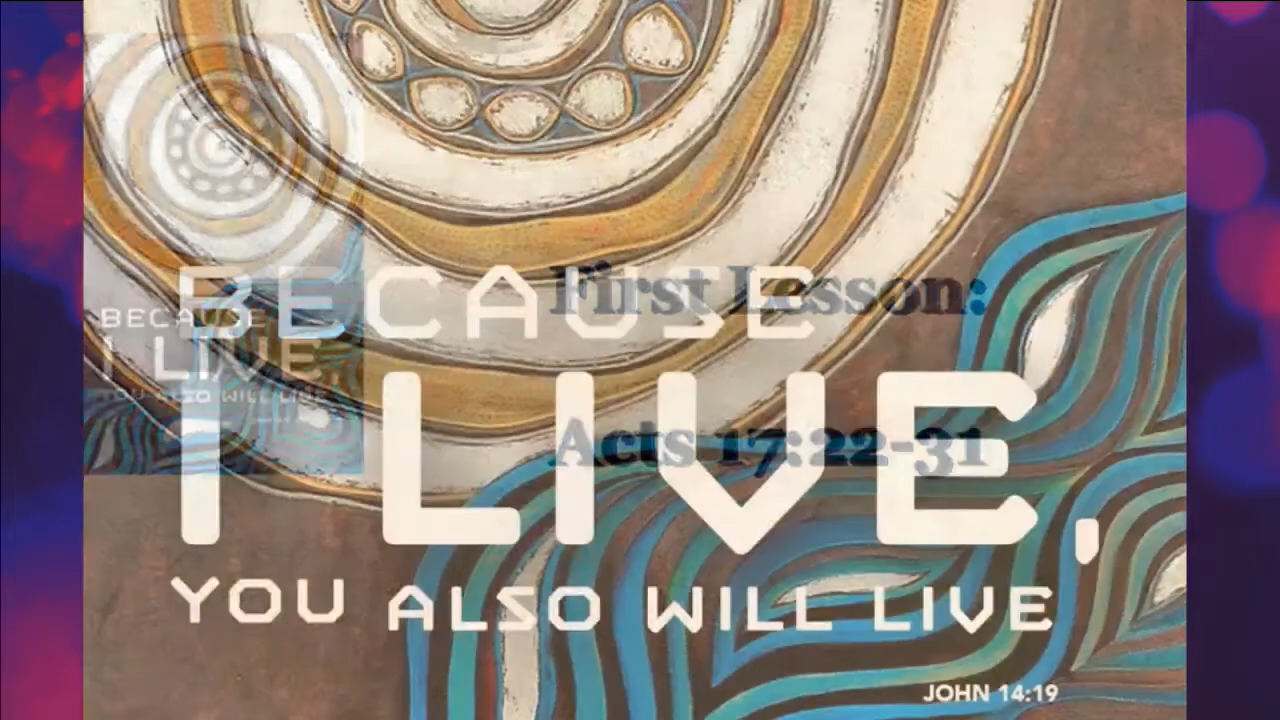 BECAUSE
I LIVE,
YOU ALSO WILL LIVE
JOHN 14:19
First Lesson:
Acts 17:22-31
BECAUSE
I LIVE,
YOU ALSO WILL LIVE